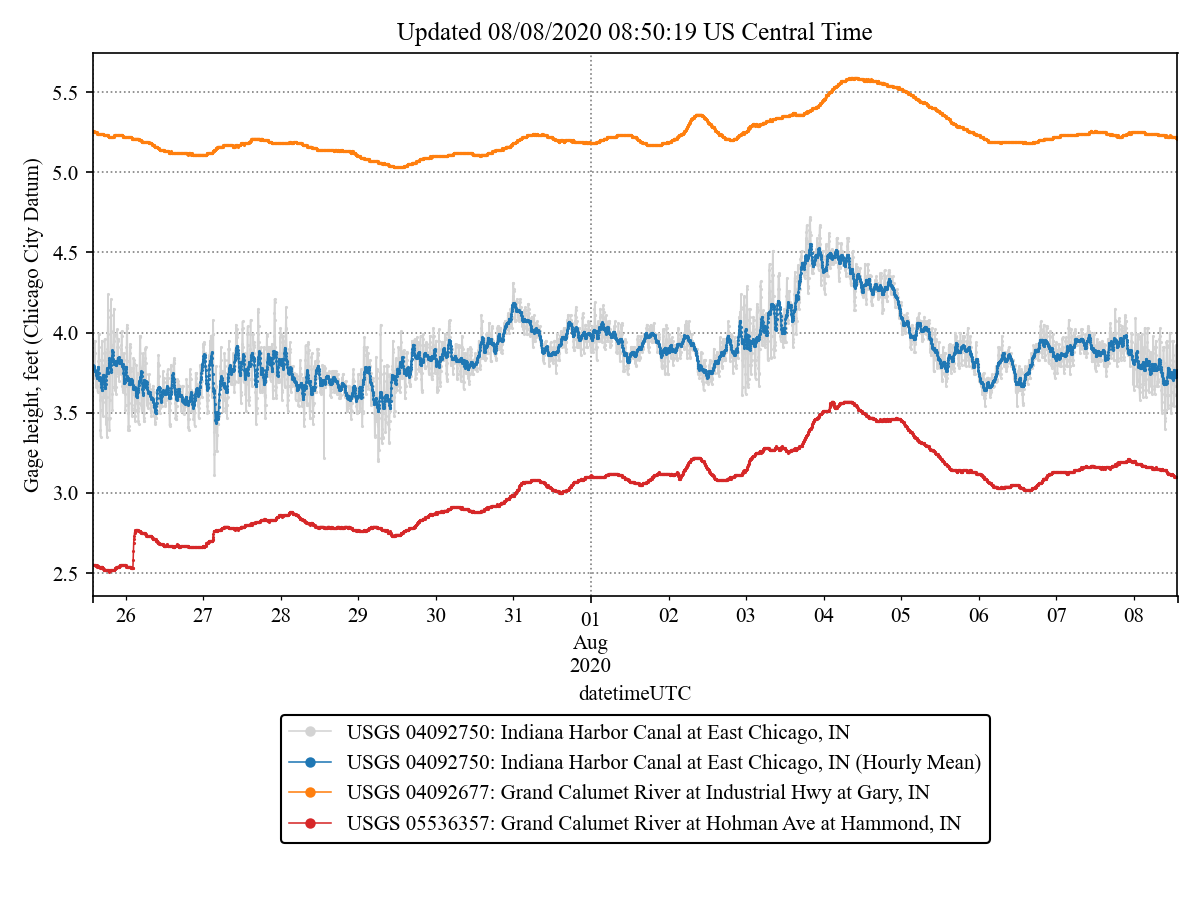 Updated 08/08/2020 08:50:19 US Central Time
Gage height, feet (Chicago City Datum)
5.5
5.0
4.5
4.0
3.5
3.0
2.5
26 27 28 29 30 31 01 02 03 04 05 06 07 08
Aug
2020
datetimeUTC
USGS 04092750: Indiana Harbor Canal at East Chicago, IN
USGS 04092750: Indiana Harbor Canal at East Chicago, IN (Hourly Mean)
USGS 04092677: Grand Calumet River at Industrial Hwy at Gary, IN
USGS 05536357: Grand Calumet River at Hohman Ave at Hammond, IN